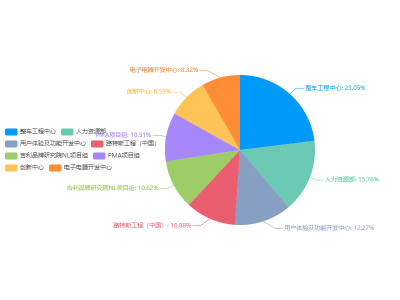 电子电器开发中心: 8.32%
整车工程中心: 23.05%
创新中心: 8.55%
整车工程中心 人力资源部
PMA项目组: 10.51%
用户体验及功能开发中心 路特斯工程（中国）
吉利品牌研究院NL项目组 PMA项目组
创新中心 电子电器开发中心
人力资源部: 15.76%
吉利品牌研究院NL项目组: 10.62%
路特斯工程（中国）: 10.88%
用户体验及功能开发中心: 12.27%